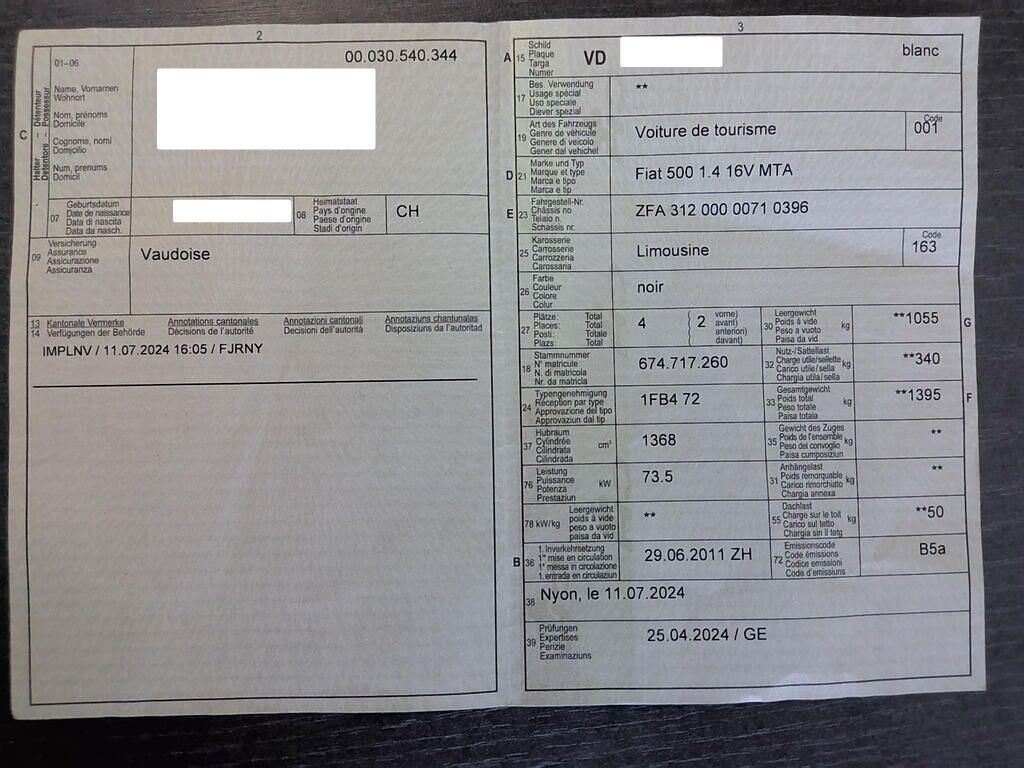 2
00.030.540.344
01-06
C
Halter – Détenteur
Detentore – Possessur
Name, Vornamen
Wohnort
Nom, prénoms
Domicile
Cognome, nomi
Domicilio
Num, prenums
Domicil
07
Geburtsdatum
Date de naissance
Data di nascita
Data da nasch.
08
Heimatstaat
Pays d'origine
Paese d'origine
Stadi d'origin
CH
09
Versicherung
Assurance
Assicurazione
Assicuranza
Vaudoise
13 Kantonale Vermerke Annotations cantonales Annotazioni cantonali Annotaziuns chantunales
14 Verfügungen der Behörde Décisions de l'autorité Decisioni dell'autorità Disposiziuns da l'autoritad
IMPLNV / 11.07.2024 16:05 / FJRNY
3
A 15
Schild
Plaque
Targa
Numer
VD
blanc
17
Bes. Verwendung
Usage spécial
Uso speciale
Diever spezial
**
19
Art des Fahrzeugs
Genre de véhicule
Genere di veicolo
Gener dal vehichel
Voiture de tourisme
Code
001
D 21
Marke und Typ
Marque et type
Marca e tipo
Marca e tip
Fiat 500 1.4 16V MTA
E 23
Fahrgestell-Nr.
Châssis no
Telaio n.
Schassis nr.
ZFA 312 000 0071 0396
25
Karosserie
Carrosserie
Carrozzeria
Carossaria
Limousine
Code
163
26
Farbe
Couleur
Colore
Colur
noir
27
Plätze: Total
Places: Total
Posti: Totale
Plazs: Total
4
2
vorne)
avant)
anteriori)
davant)
30
Leergewicht
Poids à vide
Peso a vuoto
Paisa da vid
kg
**1055
G
18
Stammnummer
N° matricule
N. di matricola
Nr. da matricla
674.717.260
32
Nutz-/Sattellast
Charge utile/sellette
Carico utile/sella
Chargia utila/sella
kg
**340
24
Typengenehmigung
Réception par type
Approvazione del tipo
Approvaziun dal tip
1FB4 72
33
Gesamtgewicht
Poids total
Peso totale
Paisa totala
kg
**1395
F
37
Hubraum
Cylindrée
Cilindrata
Cilindrada
cm³
1368
35
Gewicht des Zuges
Poids de l'ensemble
Peso del convoglio
Paisa cumposiziun
kg
**
76
Leistung
Puissance
Potenza
Prestaziun
kW
73.5
31
Anhängelast
Poids remorquable
Carico rimorchiato
Chargia annexa
kg
**
78 kW/kg
Leergewicht
poids à vide
peso a vuoto
paisa da vid
**
55
Dachlast
Charge sur le toit
Carico sul tetto
Chargia sin il tetg
kg
**50
B 36
1. Inverkehrsetzung
1re mise en circulation
1a messa in circolazione
1. entrada en circulaziun
29.06.2011 ZH
72
Emissionscode
Code émissions
Codice emissioni
Code d'emissiuns
B5a
38
Nyon, le 11.07.2024
39
Prüfungen
Expertises
Perizie
Examinaziuns
25.04.2024 / GE